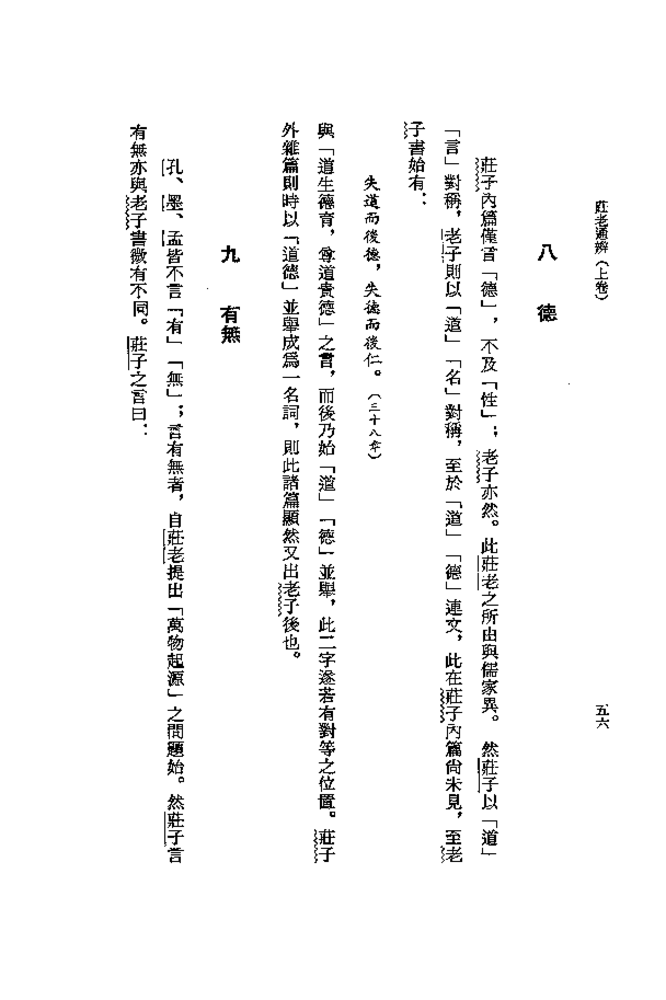 莊老通辨（上卷）
五六
八　德
莊子內篇僅言「德」，不及「性」；老子亦然。此莊老之所由與儒家異。然莊子以「道」
「言」對稱，老子則以「道」「名」對稱，至於「道」「德」連文，此在莊子內篇尚未見，至老
子書始有：
失道而後德，失德而後仁。（三十八章）
與「道生德育，尊道貴德」之言，而後乃始「道」「德」並舉，此二字遂若有對等之位置。莊子
外雜篇則時以「道德」並舉成爲一名詞，則此諸篇顯然又出老子後也。
九　有無
孔、墨、孟皆不言「有」「無」；言有無者，自莊老提出「萬物起源」之問題始。然莊子言
有無亦與老子書微有不同。莊子之言曰：